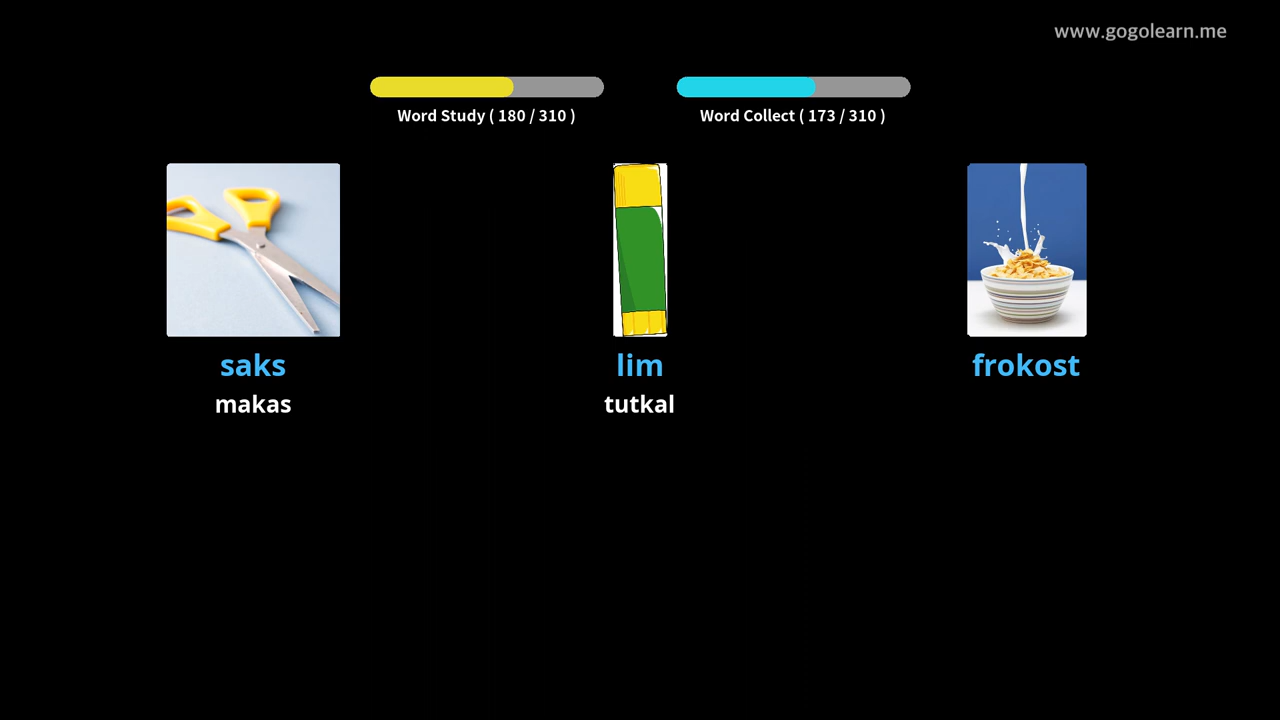 www.gogolearn.me
Word Study ( 180 / 310 )
Word Collect ( 173 / 310 )
saks
lim
frokost
makas
tutkal